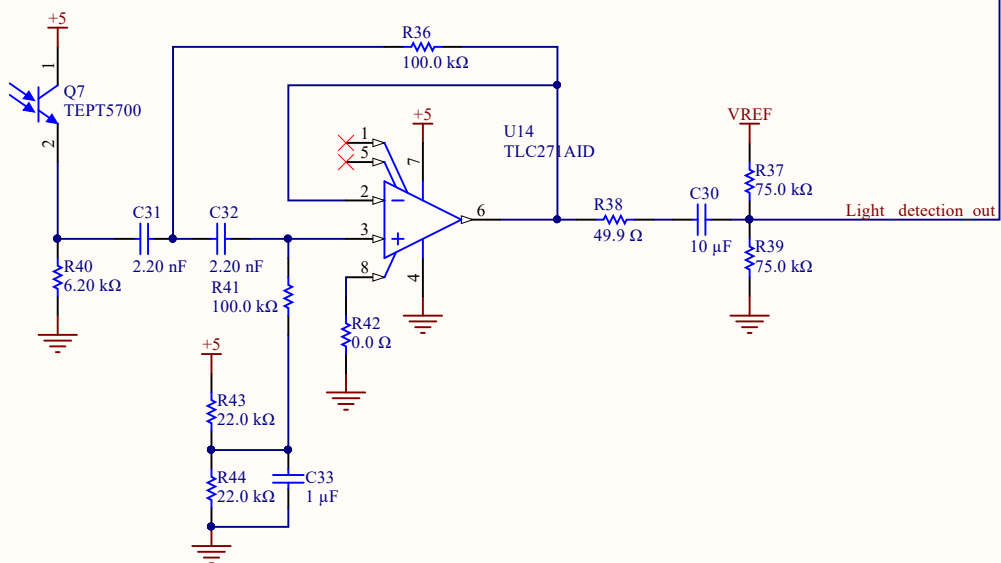 +5
R36
100.0 kΩ
1
Q7
TEPT5700
2
+5
U14
TLC271AID
VREF
1
5
7
R37
75.0 kΩ
2
C31
C32
3
6
R38
C30
Light detection out
2.20 nF
2.20 nF
49.9 Ω
10 µF
R39
75.0 kΩ
R40
6.20 kΩ
8
4
R41
100.0 kΩ
R42
0.0 Ω
+5
R43
22.0 kΩ
R44
22.0 kΩ
C33
1 µF